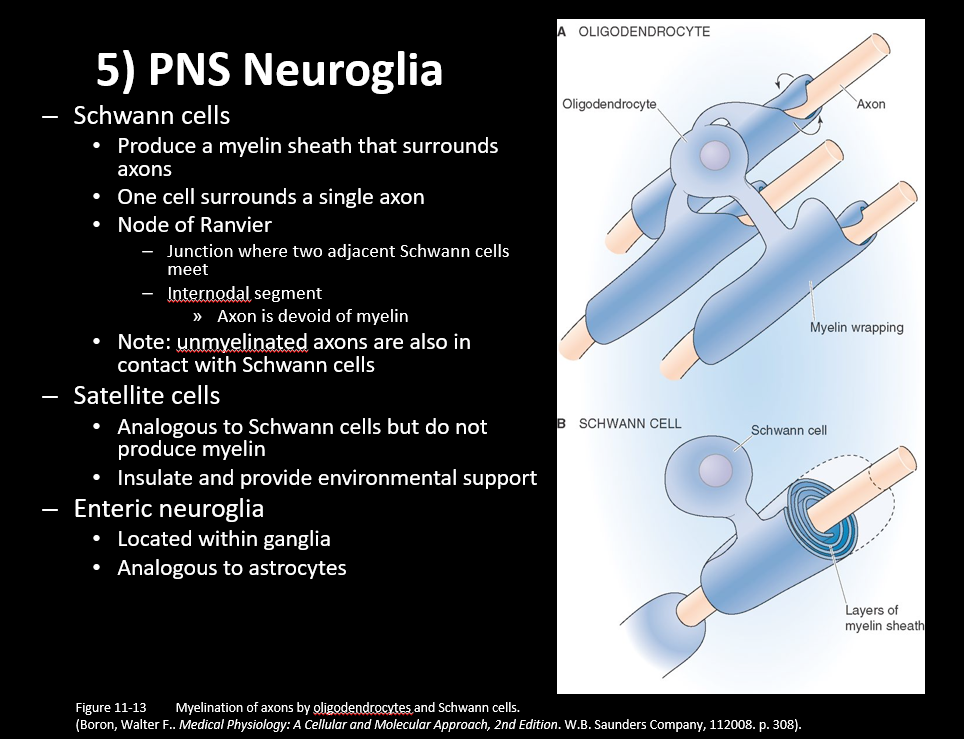 5) PNS Neuroglia
– Schwann cells
• Produce a myelin sheath that surrounds
axons
• One cell surrounds a single axon
• Node of Ranvier
– Junction where two adjacent Schwann cells
meet
– Internodal segment
» Axon is devoid of myelin
• Note: unmyelinated axons are also in
contact with Schwann cells
– Satellite cells
• Analogous to Schwann cells but do not
produce myelin
• Insulate and provide environmental support
– Enteric neuroglia
• Located within ganglia
• Analogous to astrocytes
A OLIGODENDROCYTE
Oligodendrocyte
Axon
Myelin wrapping
B SCHWANN CELL
Schwann cell
Layers of
myelin sheath
Figure 11-13 Myelination of axons by oligodendrocytes and Schwann cells.
(Boron, Walter F.. Medical Physiology: A Cellular and Molecular Approach, 2nd Edition. W.B. Saunders Company, 112008. p. 308).